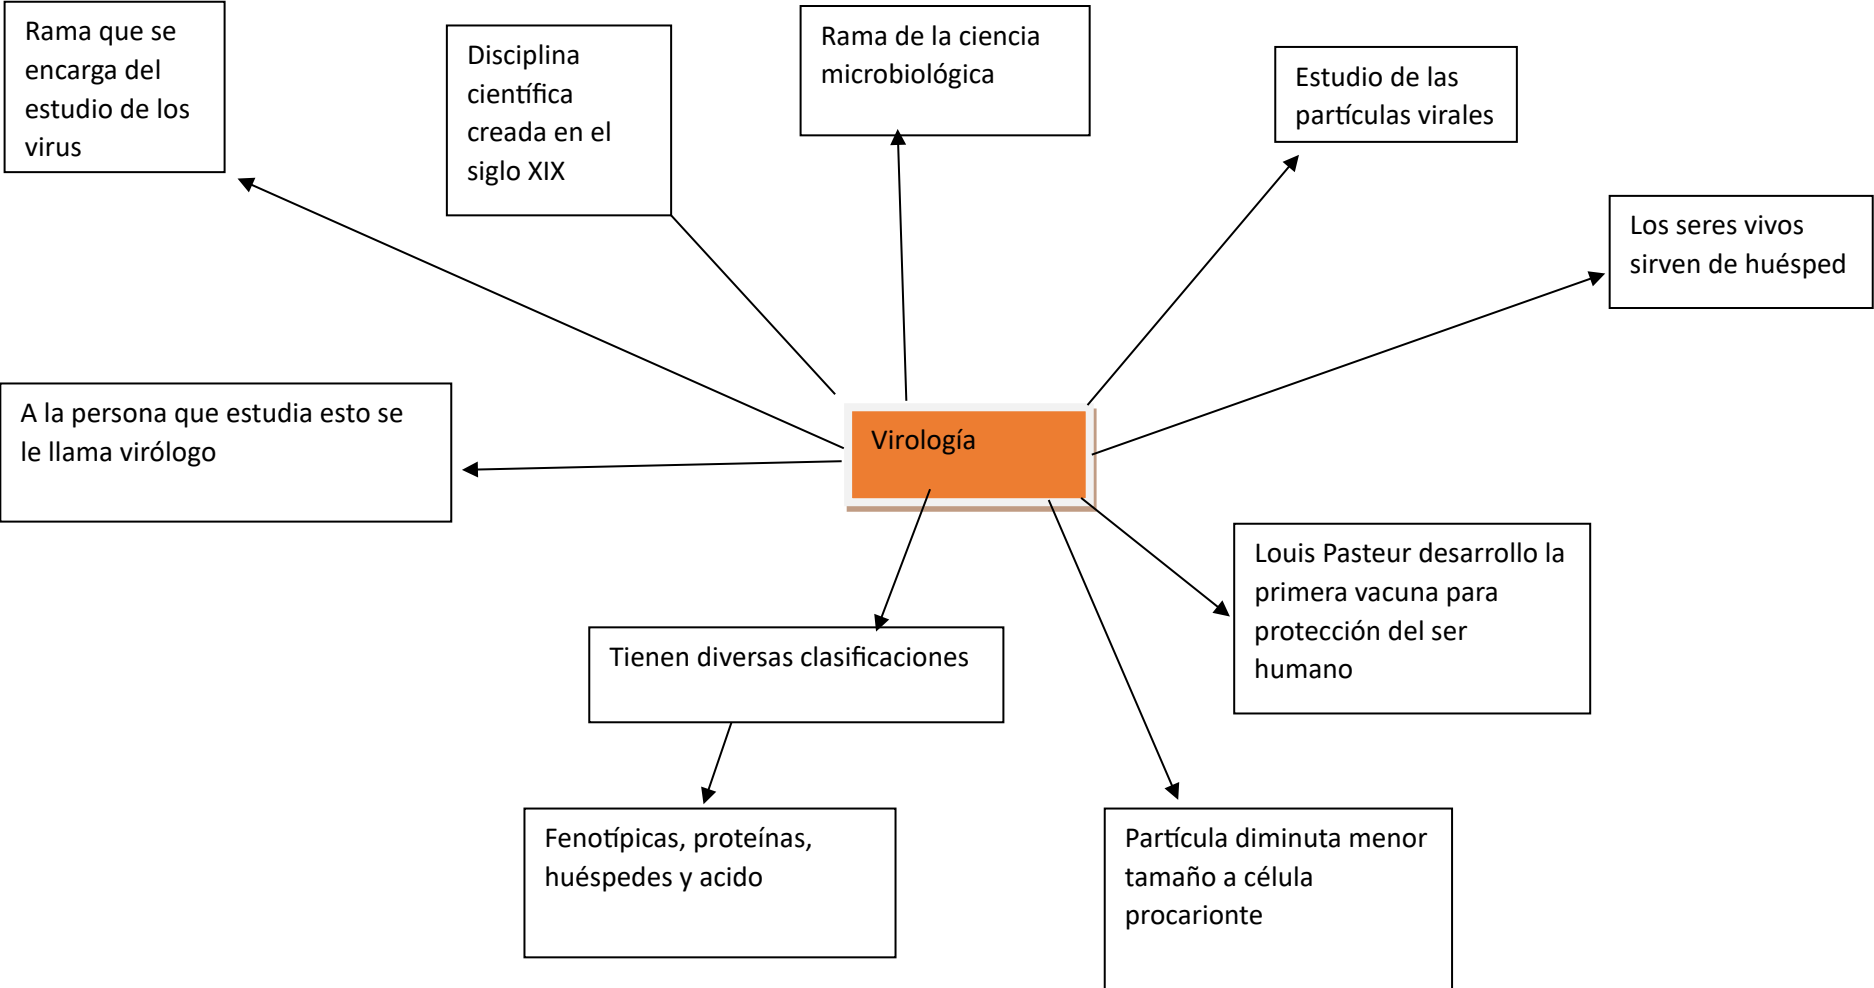 Rama que se
encarga del
estudio de los
virus
Disciplina
científica
creada en el
siglo XIX
Rama de la ciencia
microbiológica
Estudio de las
partículas virales
Los seres vivos
sirven de huésped
A la persona que estudia esto se
le llama virólogo
Virología
Louis Pasteur desarrollo la
primera vacuna para
protección del ser
humano
Tienen diversas clasificaciones
Fenotípicas, proteínas,
huéspedes y acido
Partícula diminuta menor
tamaño a célula
procarionte